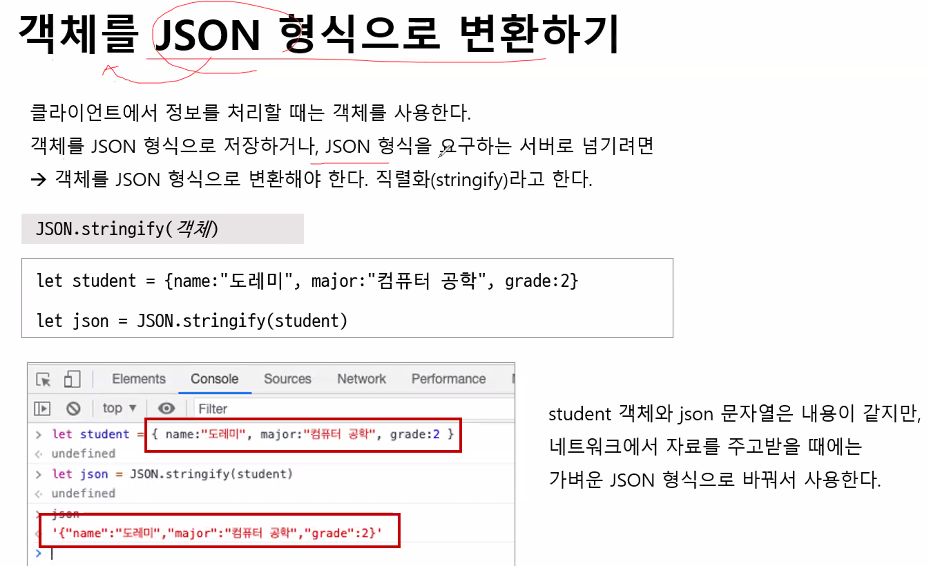 객체를 JSON 형식으로 변환하기
클라이언트에서 정보를 처리할 때는 객체를 사용한다.
객체를 JSON 형식으로 저장하거나, JSON 형식을 요구하는 서버로 넘기려면
→ 객체를 JSON 형식으로 변환해야 한다. 직렬화(stringify)라고 한다.
JSON.stringify(객체)
let student = {name:"도레미", major:"컴퓨터 공학", grade:2}
let json = JSON.stringify(student)
Elements Console Sources Network Performance
top ▼ Filter
> let student = { name:"도레미", major:"컴퓨터 공학", grade:2 }
undefined
> let json = JSON.stringify(student)
undefined
> json
'{"name":"도레미","major":"컴퓨터 공학","grade":2}'
>
student 객체와 json 문자열은 내용이 같지만,
네트워크에서 자료를 주고받을 때에는
가벼운 JSON 형식으로 바꿔서 사용한다.